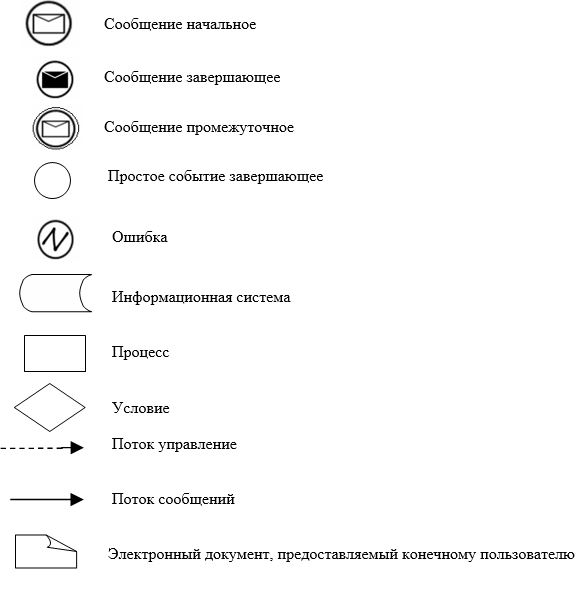 Сообщение начальное
Сообщение завершающее
Сообщение промежуточное
Простое событие завершающее
Ошибка
Информационная система
Процесс
Условие
Поток управление
Поток сообщений
Электронный документ, предоставляемый конечному пользователю